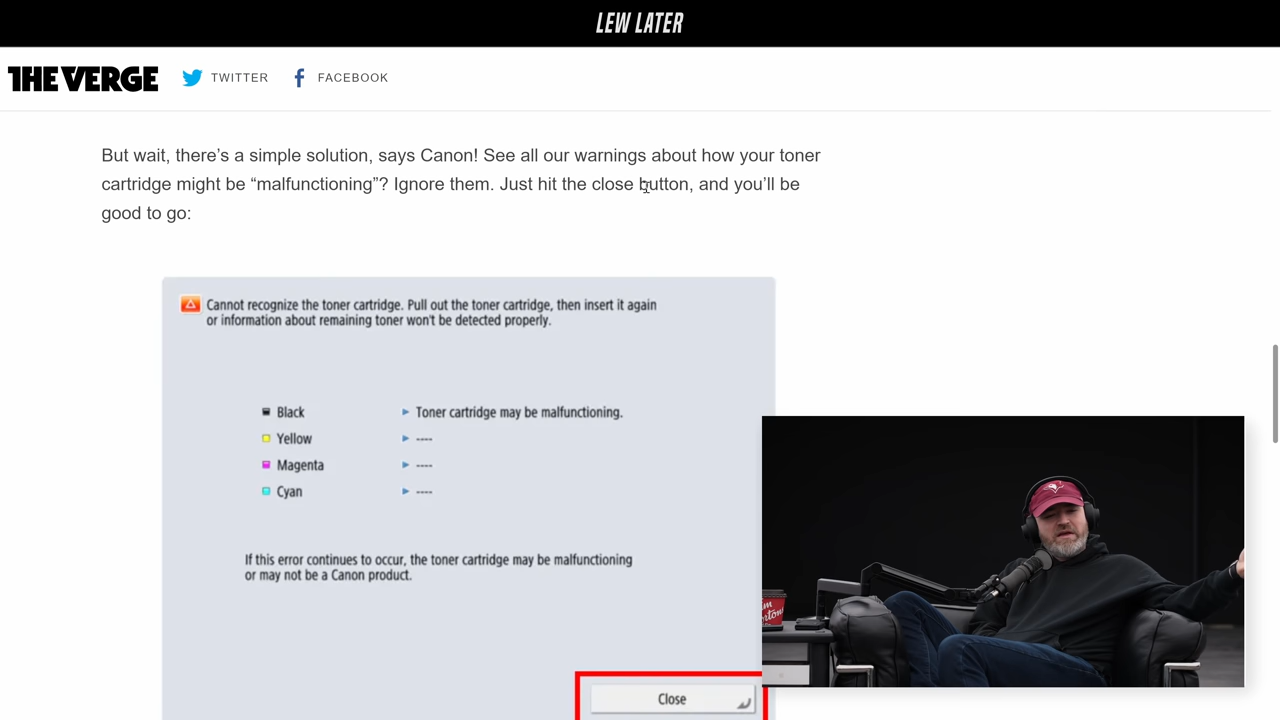 LEW LATER
THE VERGE TWITTER FACEBOOK
But wait, there’s a simple solution, says Canon! See all our warnings about how your toner
cartridge might be “malfunctioning”? Ignore them. Just hit the close button, and you’ll be
good to go:
Cannot recognize the toner cartridge. Pull out the toner cartridge, then insert it again
or information about remaining toner won't be detected properly.
Black Toner cartridge may be malfunctioning.
Yellow ----
Magenta ----
Cyan ----
If this error continues to occur, the toner cartridge may be malfunctioning
or may not be a Canon product.
Close